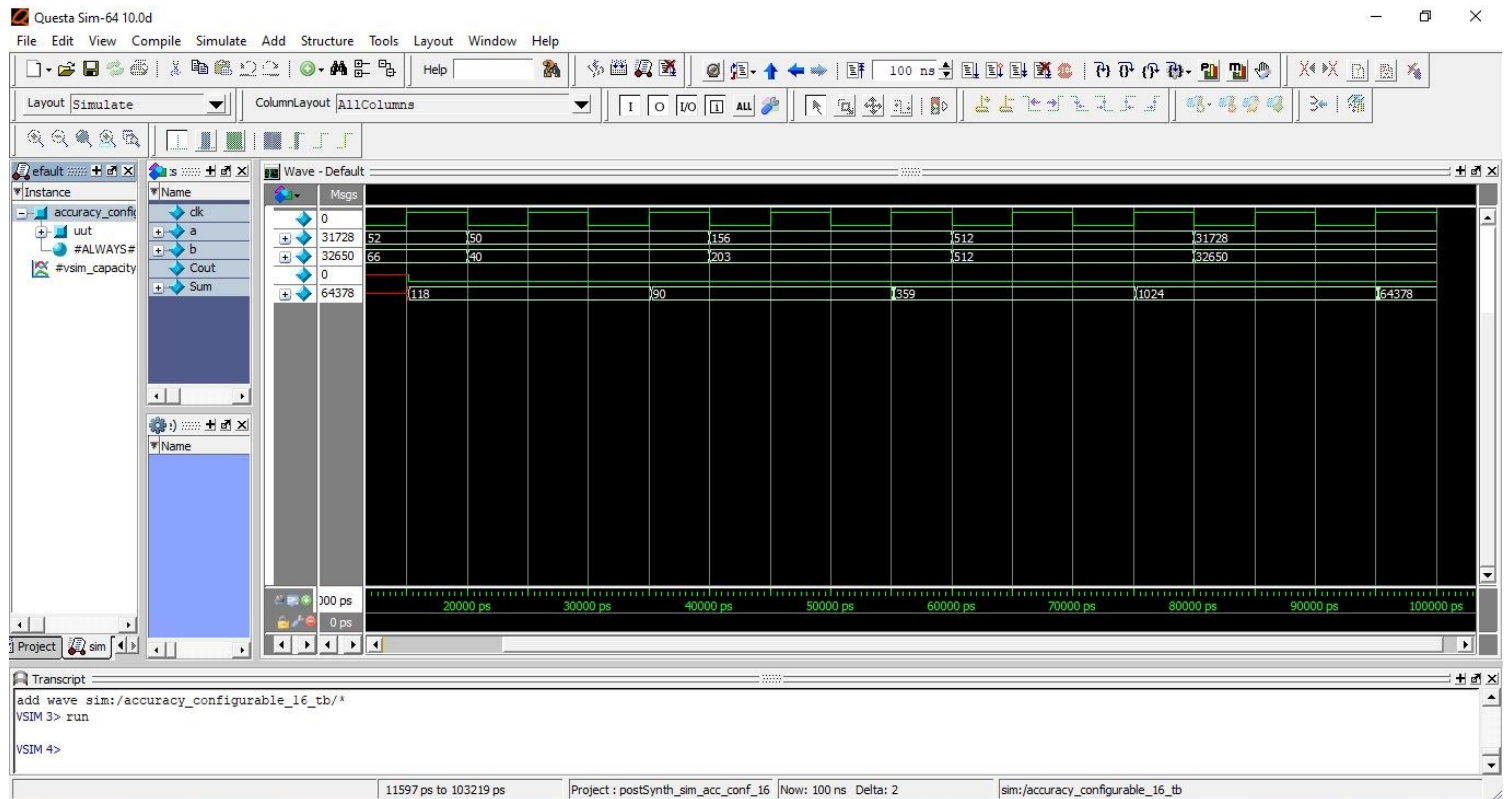 Questa Sim-64 10.0d
File Edit View Compile Simulate Add Structure Tools Layout Window Help
Help 100 ns
Layout Simulate ColumnLayout AllColumns I O I/O ALL
efault Wave - Default
Instance Name Msgs
accuracy_config clk 0
uut a 31728 52 50 156 512 31728
#ALWAYS# b 32650 66 40 203 512 32650
#vsim_capacity Cout 0
Sum 64378 118 90 359 1024 64378
Name
000 ps 20000 ps 30000 ps 40000 ps 50000 ps 60000 ps 70000 ps 80000 ps 90000 ps 100000 ps
0 ps
Project sim
Transcript
add wave sim:/accuracy_configurable_16_tb/*
VSIM 3> run
VSIM 4>
11597 ps to 103219 ps Project : postSynth_sim_acc_conf_16 Now: 100 ns Delta: 2 sim:/accuracy_configurable_16_tb